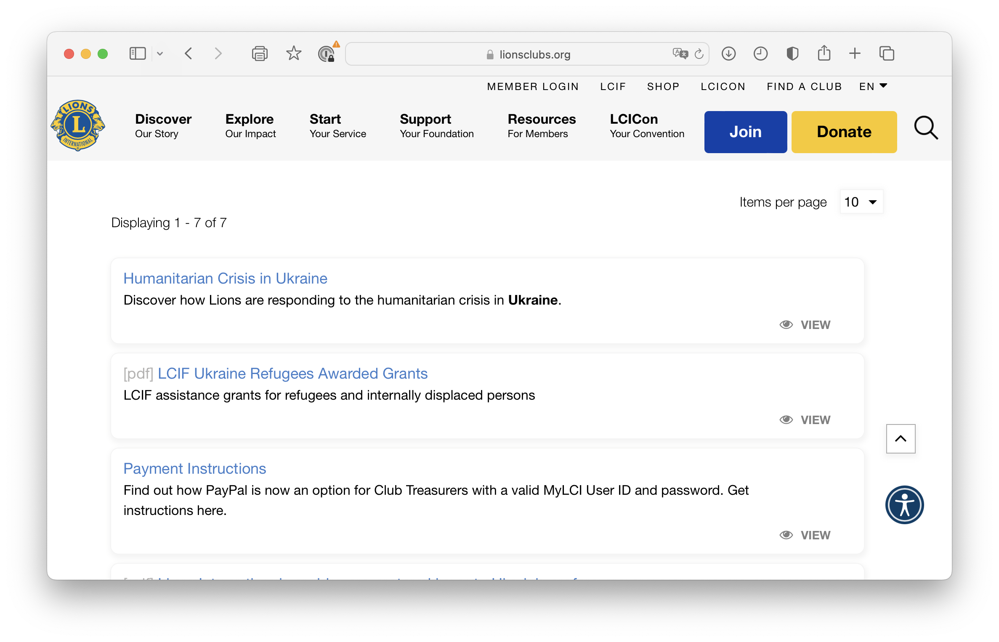 lionsclubs.org
MEMBER LOGIN LCIF SHOP LCICON FIND A CLUB EN
LIONS
L
INTERNATIONAL
Discover Explore Start Support Resources LCICon
Our Story Our Impact Your Service Your Foundation For Members Your Convention
Join Donate
Items per page 10
Displaying 1 - 7 of 7
Humanitarian Crisis in Ukraine
Discover how Lions are responding to the humanitarian crisis in Ukraine.
VIEW
[pdf] LCIF Ukraine Refugees Awarded Grants
LCIF assistance grants for refugees and internally displaced persons
VIEW
Payment Instructions
Find out how PayPal is now an option for Club Treasurers with a valid MyLCI User ID and password. Get
instructions here.
VIEW